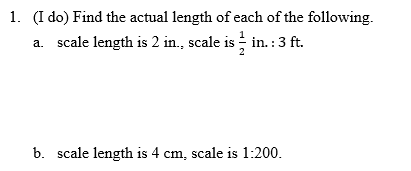 1. (I do) Find the actual length of each of the following.
a. scale length is 2 in., scale is 1/2 in. : 3 ft.
b. scale length is 4 cm, scale is 1:200.